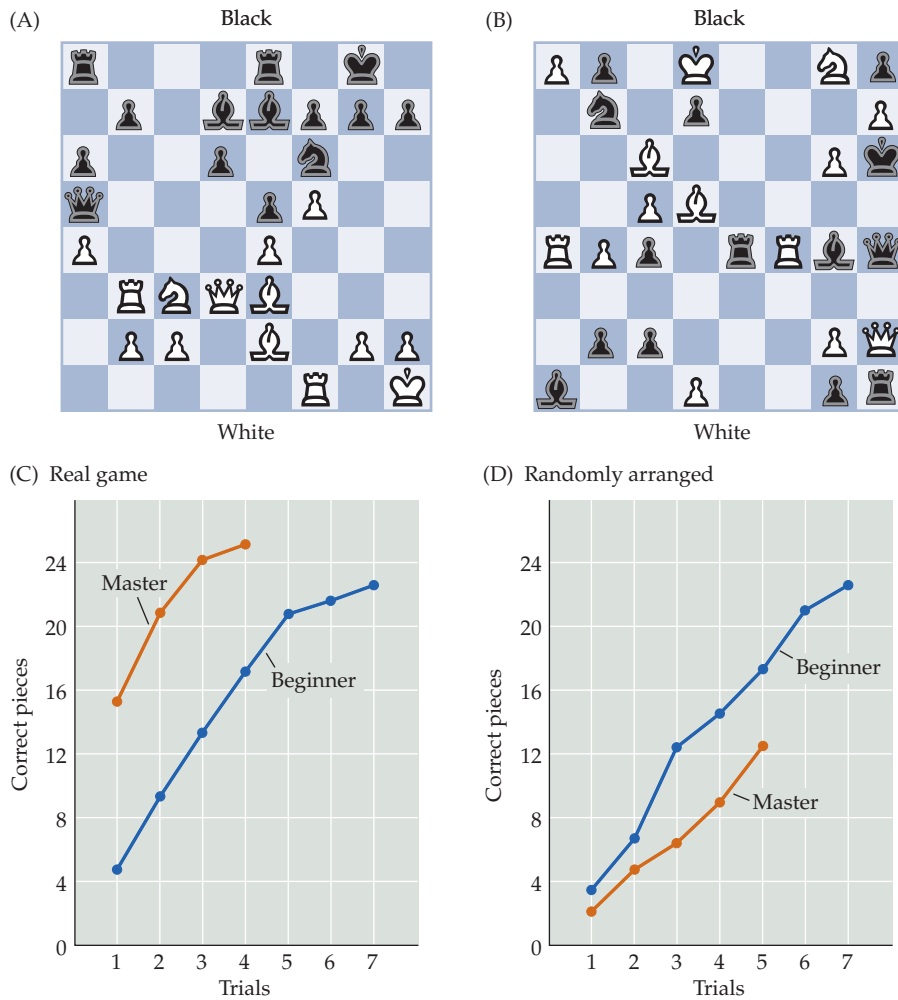 (A) Black
White
(B) Black
White
(C) Real game
24
20
16
12
8
4
0
Correct pieces
Master
Beginner
1 2 3 4 5 6 7
Trials
(D) Randomly arranged
24
20
16
12
8
4
0
Correct pieces
Beginner
Master
1 2 3 4 5 6 7
Trials